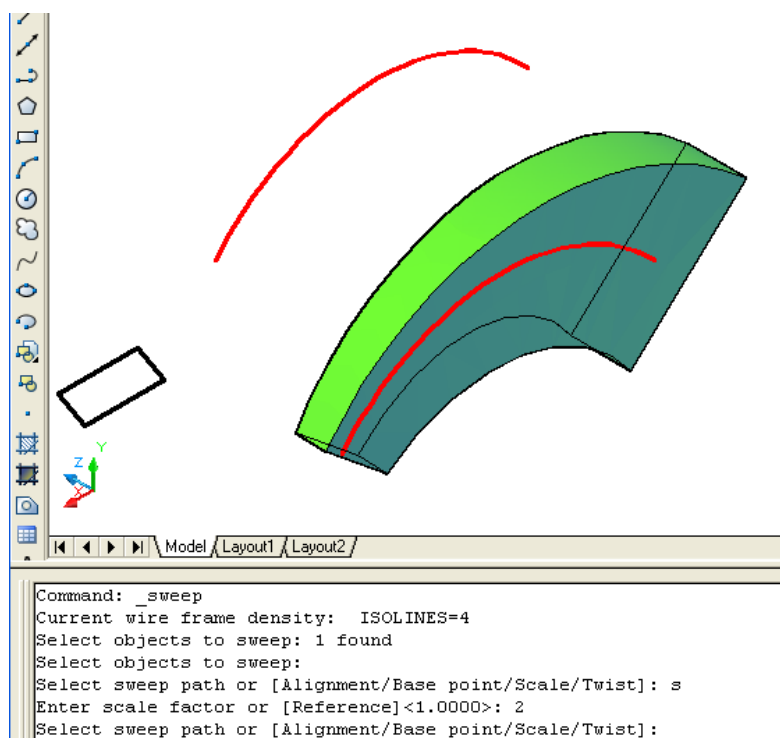 Y
Z
X
Model Layout1 Layout2
Command: _sweep
Current wire frame density:  ISOLINES=4
Select objects to sweep: 1 found
Select objects to sweep:
Select sweep path or [Alignment/Base point/Scale/Twist]: s
Enter scale factor or [Reference]<1.0000>: 2
Select sweep path or [Alignment/Base point/Scale/Twist]: